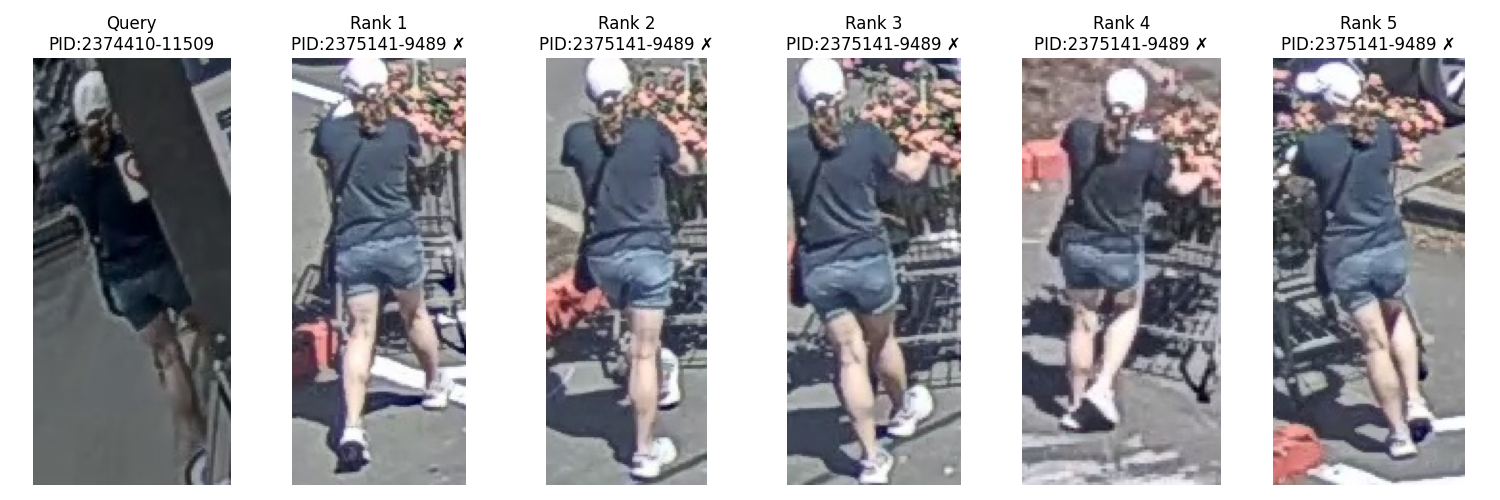 Query
PID:2374410-11509
Rank 1
PID:2375141-9489 ✗
Rank 2
PID:2375141-9489 ✗
Rank 3
PID:2375141-9489 ✗
Rank 4
PID:2375141-9489 ✗
Rank 5
PID:2375141-9489 ✗